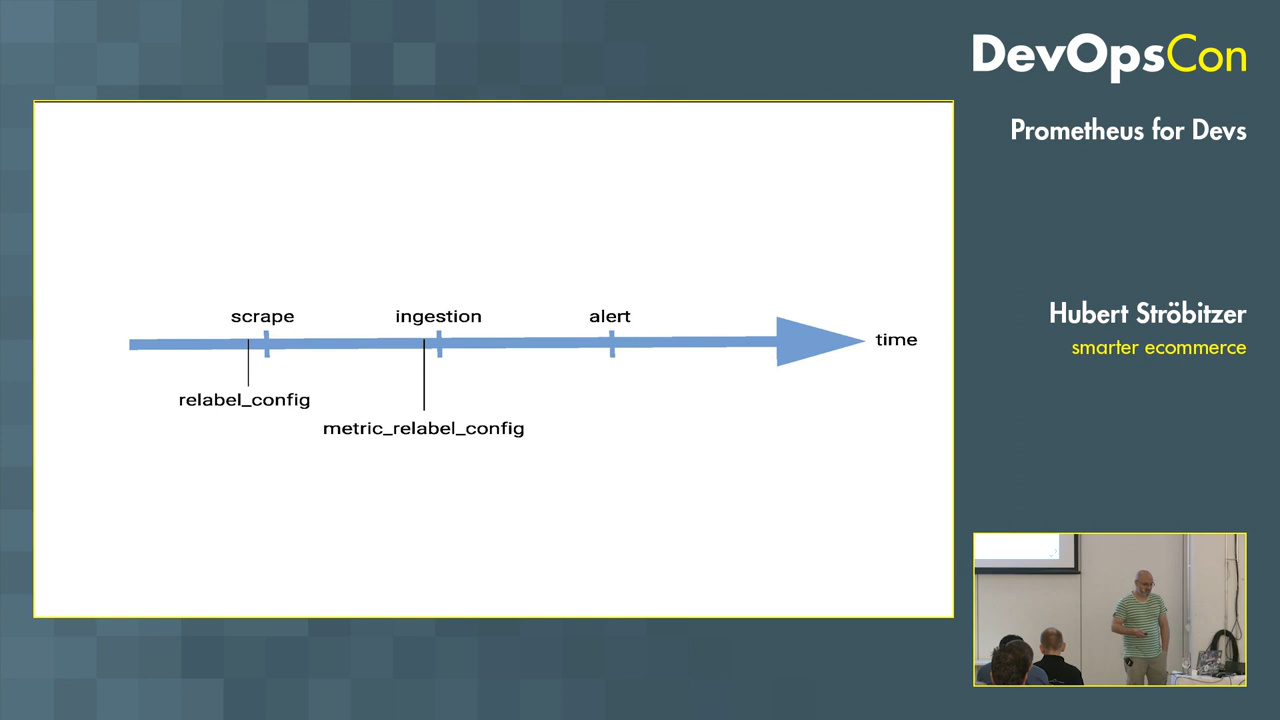 DevOpsCon
Prometheus for Devs
scrape
ingestion
alert
time
relabel_config
metric_relabel_config
Hubert Ströbitzer
smarter ecommerce